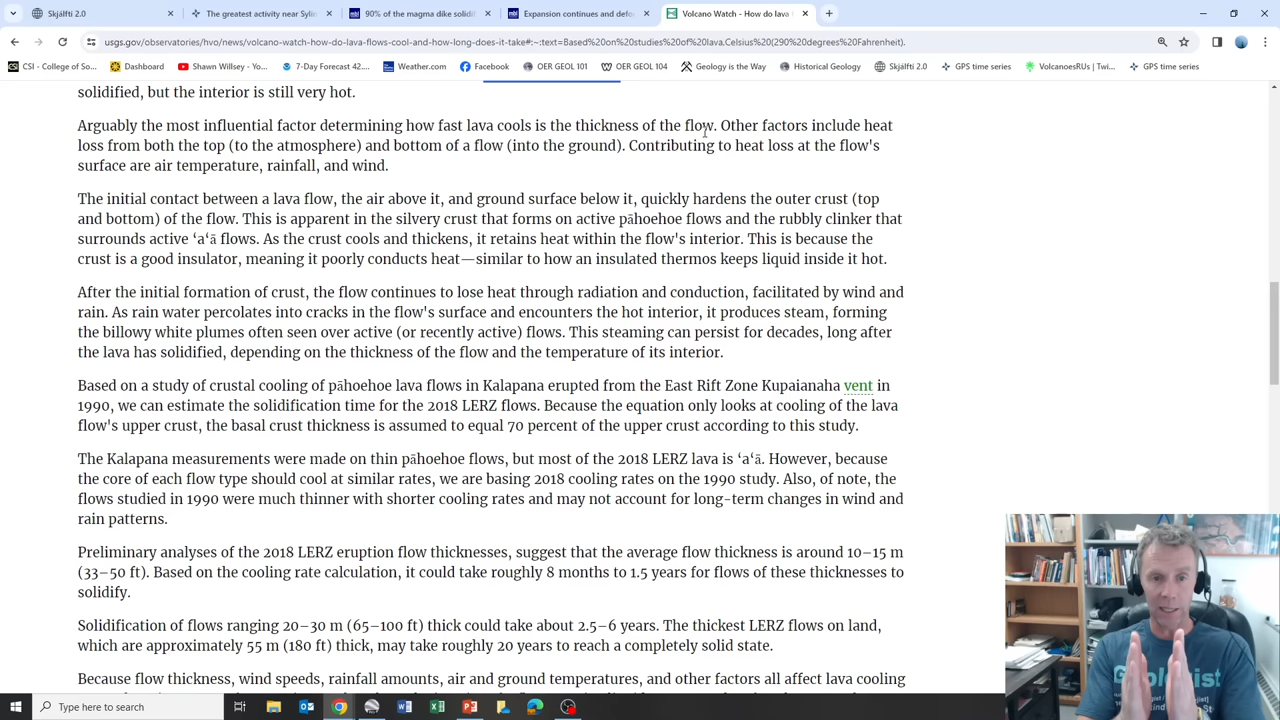 Skjálfti 2.0
The greatest activity near Sylin
90% of the magma dike solidif
Expansion continues and defo
Volcano Watch - How do lava f
usgs.gov/observatories/hvo/news/volcano-watch-how-do-lava-flows-cool-and-how-long-does-it-take#:~:text=Based%20on%20studies%20of%20lava,Celsius%20(290%20degrees%20Fahrenheit).
CSI - College of So...
Dashboard
Shawn Willsey - Yo...
7-Day Forecast 42....
Weather.com
Facebook
OER GEOL 101
OER GEOL 104
Geology is the Way
Historical Geology
Skjálfti 2.0
GPS time series
VolcanoesRUs | Twi...
GPS time series
solidified, but the interior is still very hot.
Arguably the most influential factor determining how fast lava cools is the thickness of the flow. Other factors include heat
loss from both the top (to the atmosphere) and bottom of a flow (into the ground). Contributing to heat loss at the flow's
surface are air temperature, rainfall, and wind.
The initial contact between a lava flow, the air above it, and ground surface below it, quickly hardens the outer crust (top
and bottom) of the flow. This is apparent in the silvery crust that forms on active pāhoehoe flows and the rubbly clinker that
surrounds active ‘a‘ā flows. As the crust cools and thickens, it retains heat within the flow's interior. This is because the
crust is a good insulator, meaning it poorly conducts heat—similar to how an insulated thermos keeps liquid inside it hot.
After the initial formation of crust, the flow continues to lose heat through radiation and conduction, facilitated by wind and
rain. As rain water percolates into cracks in the flow's surface and encounters the hot interior, it produces steam, forming
the billowy white plumes often seen over active (or recently active) flows. This steaming can persist for decades, long after
the lava has solidified, depending on the thickness of the flow and the temperature of its interior.
Based on a study of crustal cooling of pāhoehoe lava flows in Kalapana erupted from the East Rift Zone Kupaianaha vent in
1990, we can estimate the solidification time for the 2018 LERZ flows. Because the equation only looks at cooling of the lava
flow's upper crust, the basal crust thickness is assumed to equal 70 percent of the upper crust according to this study.
The Kalapana measurements were made on thin pāhoehoe flows, but most of the 2018 LERZ lava is ‘a‘ā. However, because
the core of each flow type should cool at similar rates, we are basing 2018 cooling rates on the 1990 study. Also, of note, the
flows studied in 1990 were much thinner with shorter cooling rates and may not account for long-term changes in wind and
rain patterns.
Preliminary analyses of the 2018 LERZ eruption flow thicknesses, suggest that the average flow thickness is around 10–15 m
(33–50 ft). Based on the cooling rate calculation, it could take roughly 8 months to 1.5 years for flows of these thicknesses to
solidify.
Solidification of flows ranging 20–30 m (65–100 ft) thick could take about 2.5–6 years. The thickest LERZ flows on land,
which are approximately 55 m (180 ft) thick, may take roughly 20 years to reach a completely solid state.
Because flow thickness, wind speeds, rainfall amounts, air and ground temperatures, and other factors all affect lava cooling
Geologist
Type here to search